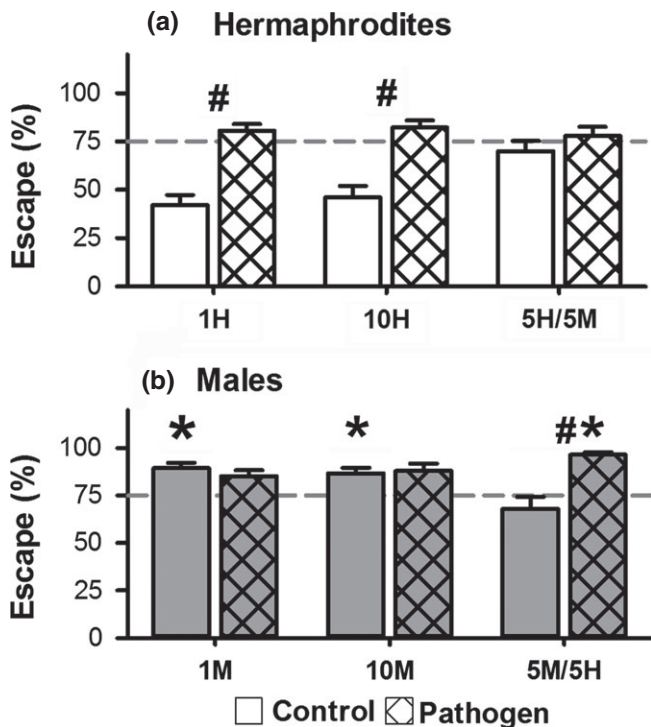 (a) Hermaphrodites
# #
100
75
50
25
0
Escape (%)
1H 10H 5H/5M
(b) Males
* * #*
100
75
50
25
0
Escape (%)
1M 10M 5M/5H
Control Pathogen